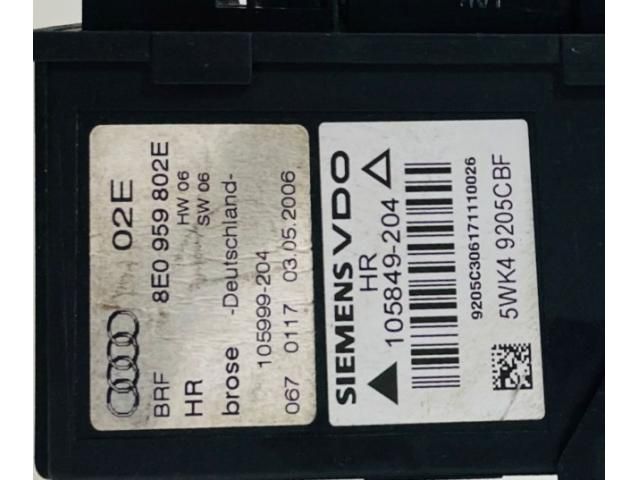 02E
BRF 8E0 959 802E
HR HW 06
SW 06
brose -Deutschland-
105999-204
067 0117 03.05.2006
SIEMENS VDO
HR
105849-204
9205C306171110026
5WK4 9205CBF